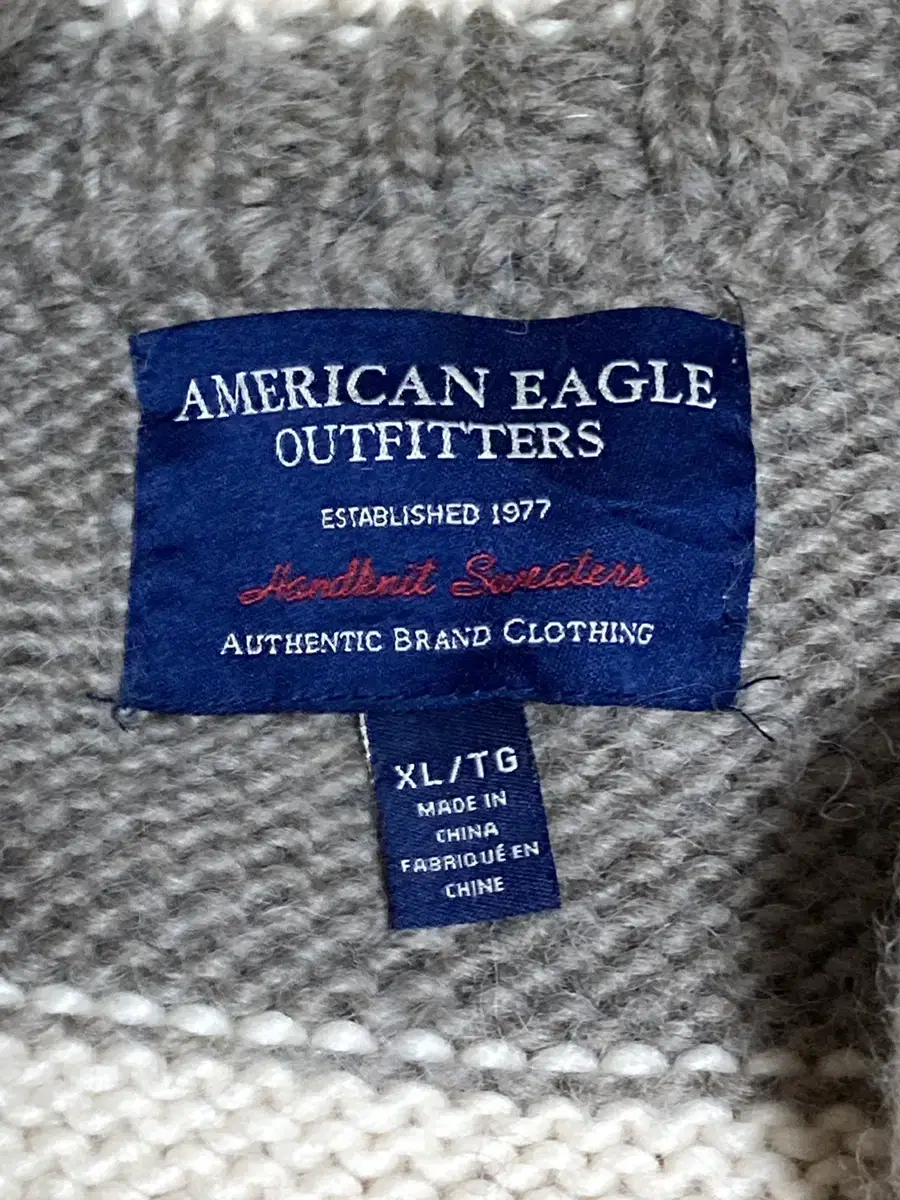 AMERICAN EAGLE
OUTFITTERS
ESTABLISHED 1977
Handknit Sweaters
AUTHENTIC BRAND CLOTHING
XL/TG
MADE IN
CHINA
FABRIQUÉ EN
CHINE